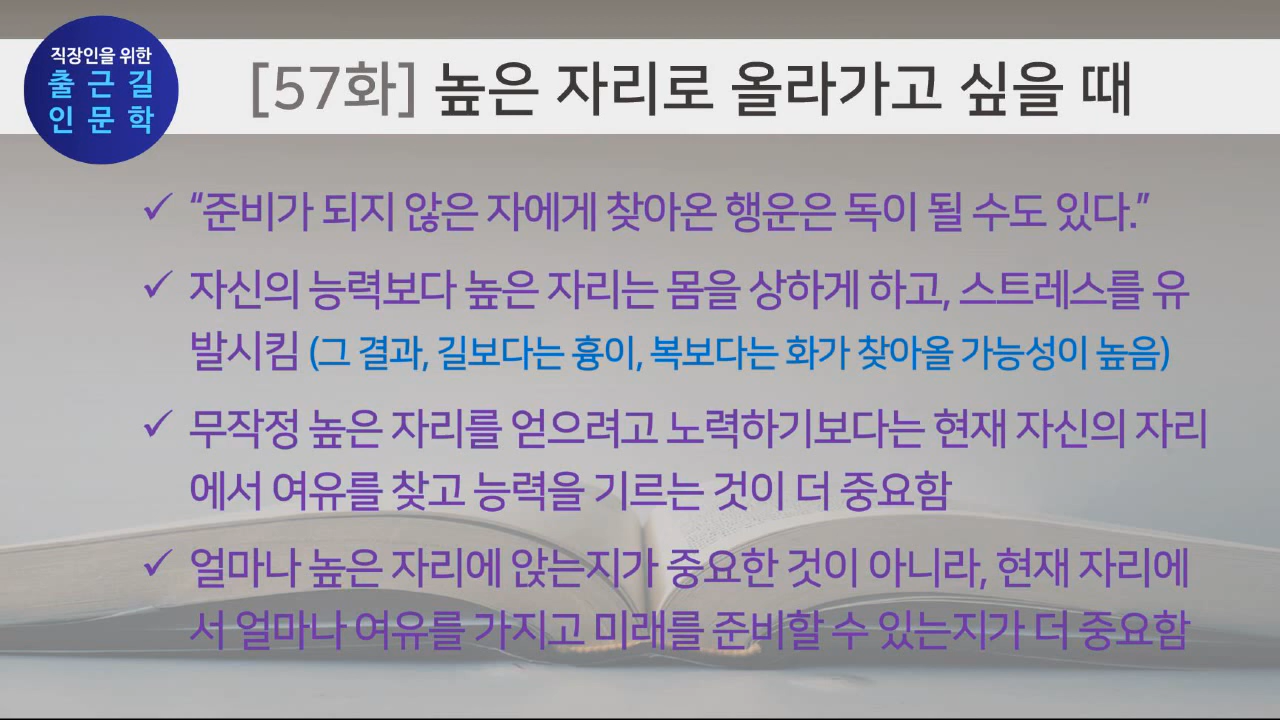 직장인을 위한
출근길
인문학
[57화] 높은 자리로 올라가고 싶을 때
✓ “준비가 되지 않은 자에게 찾아온 행운은 독이 될 수도 있다.”
✓ 자신의 능력보다 높은 자리는 몸을 상하게 하고, 스트레스를 유
발시킴 (그 결과, 길보다는 흉이, 복보다는 화가 찾아올 가능성이 높음)
✓ 무작정 높은 자리를 얻으려고 노력하기보다는 현재 자신의 자리
에서 여유를 찾고 능력을 기르는 것이 더 중요함
✓ 얼마나 높은 자리에 앉는지가 중요한 것이 아니라, 현재 자리에
서 얼마나 여유를 가지고 미래를 준비할 수 있는지가 더 중요함